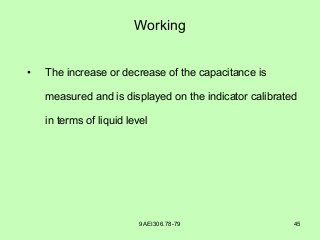 Working
• The increase or decrease of the capacitance is
measured and is displayed on the indicator calibrated
in terms of liquid level
9AEI306.78-79 45